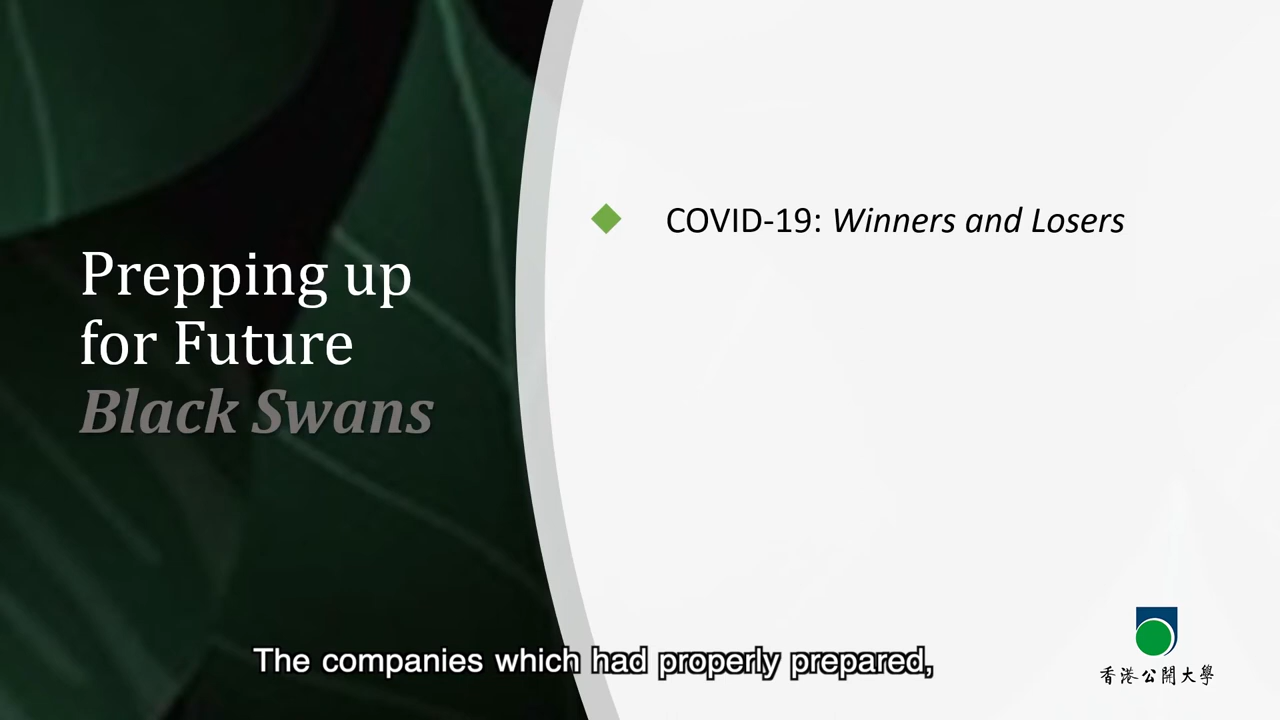 Prepping up
for Future
Black Swans
COVID-19: Winners and Losers
The companies which had properly prepared,
香港公開大學